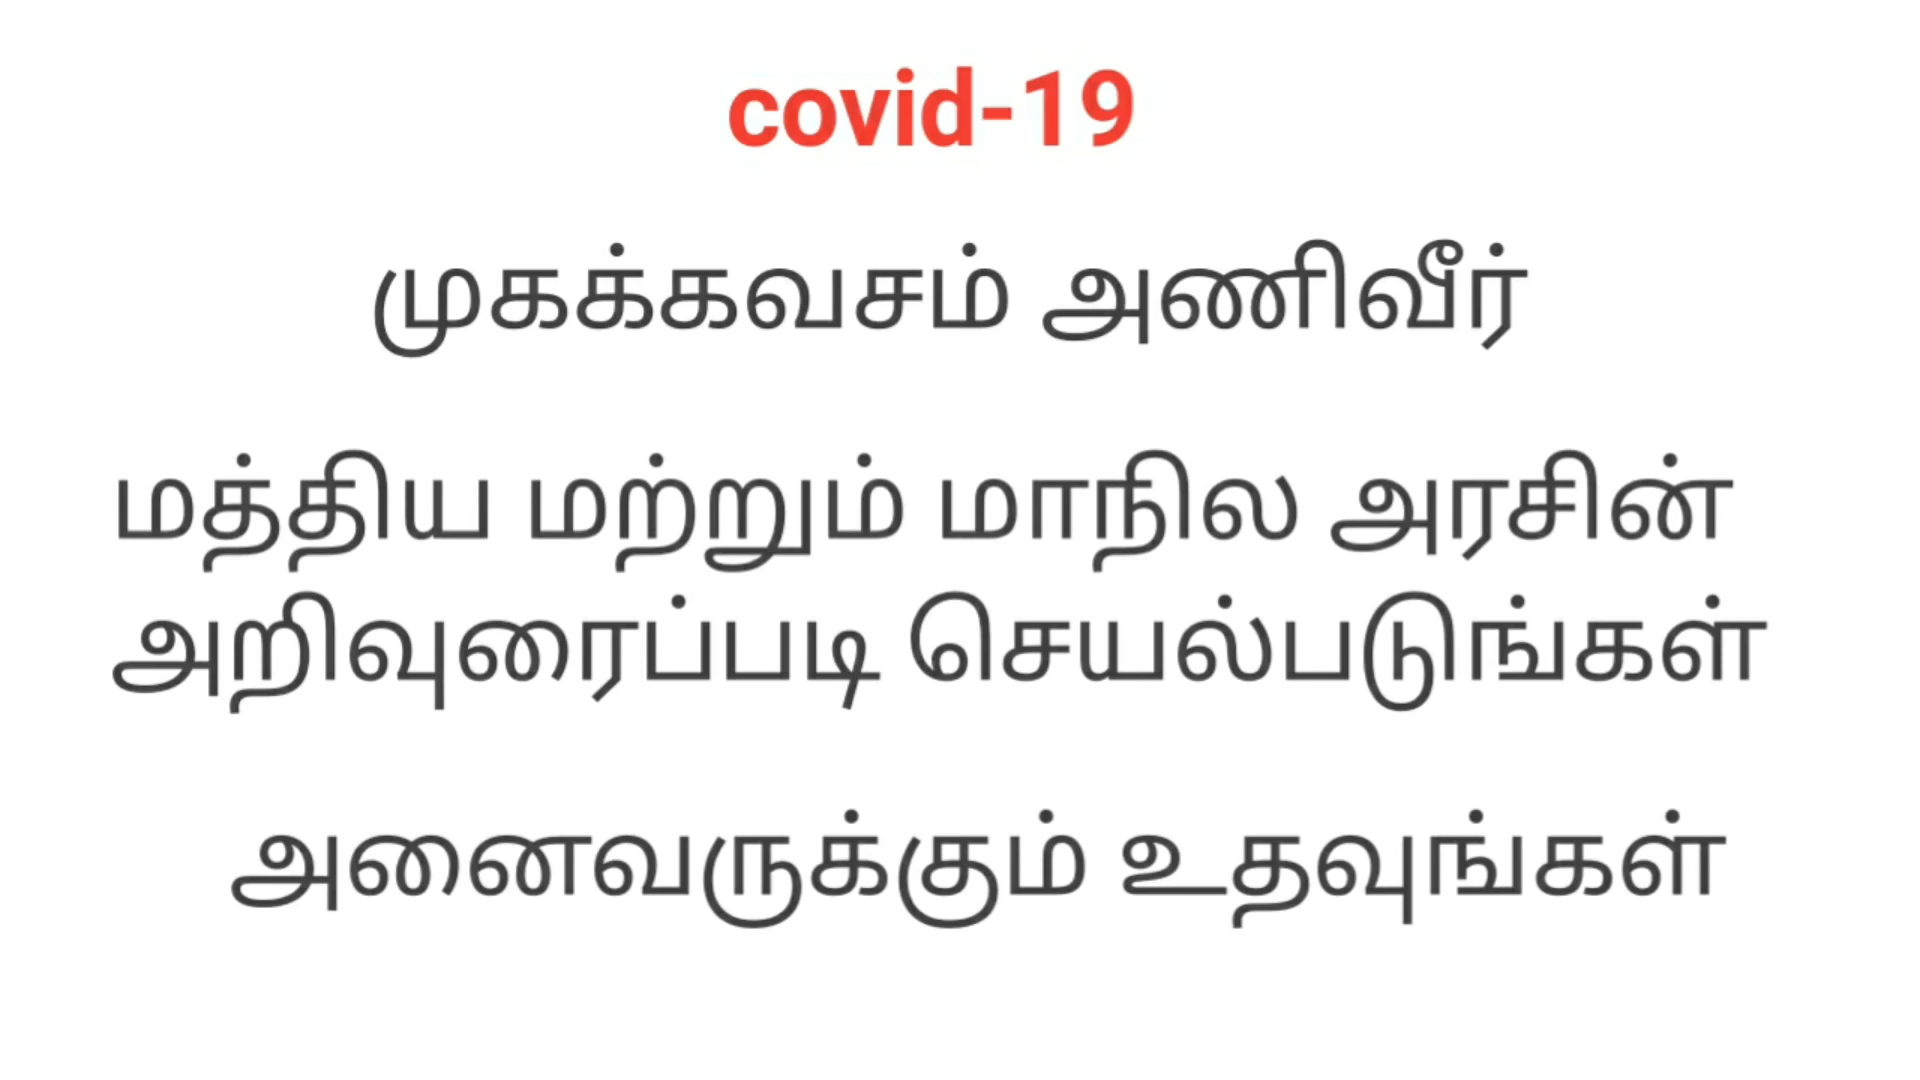 covid-19
முகக்கவசம் அணிவீர்
மத்திய மற்றும் மாநில அரசின்
அறிவுரைப்படி செயல்படுங்கள்
அனைவருக்கும் உதவுங்கள்